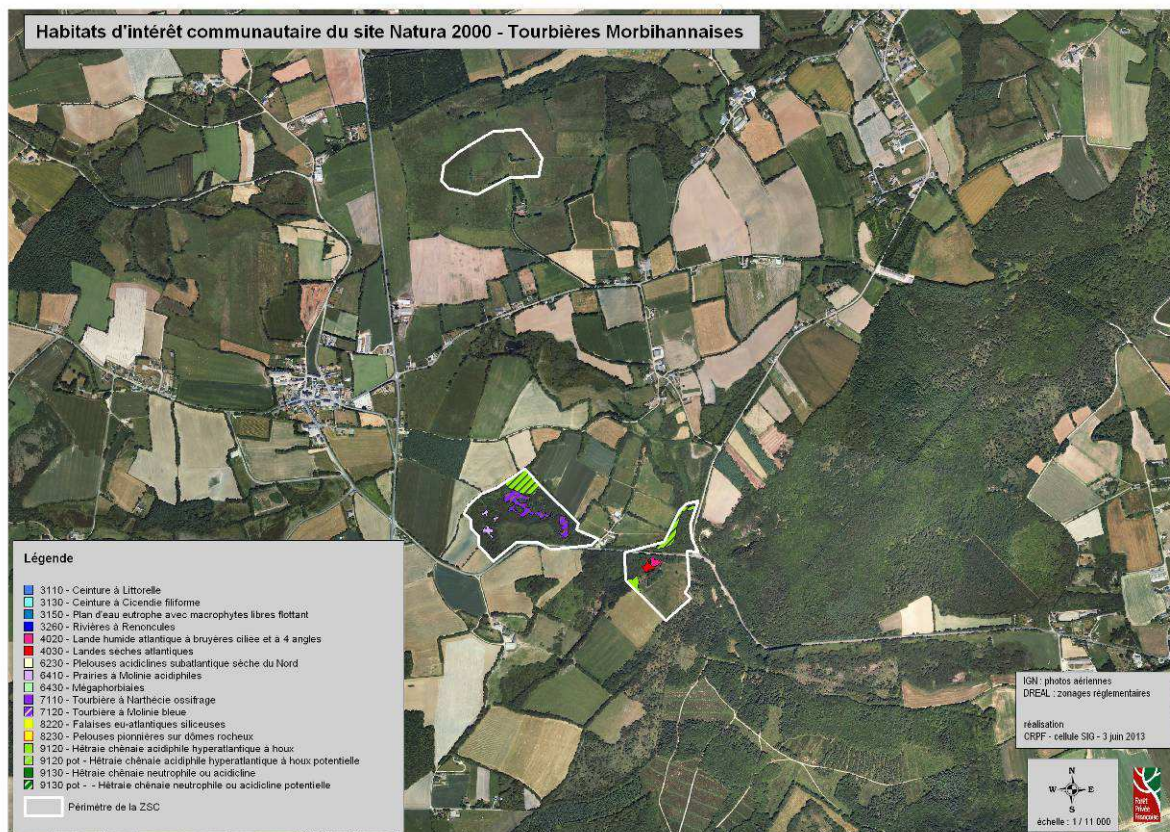 Habitats d'intérêt communautaire du site Natura 2000 - Tourbières Morbihannaises
Légende
3110 - Ceinture à Littorelle
3130 - Ceinture à Cicendie filiforme
3150 - Plan d'eau eutrophe avec macrophytes libres flottant
3260 - Rivières à Renoncules
4020 - Lande humide atlantique à bruyères ciliée et à 4 angles
4030 - Landes sèches atlantiques
6230 - Plelouses acidiclines subatlantique sèche du Nord
6410 - Prairies à Molinie acidiphiles
6430 - Mégaphorbiaies
7110 - Tourbière à Narthécie ossifrage
7120 - Tourbière à Molinie bleue
8220 - Falaises eu-atlantiques siliceuses
8230 - Pelouses pionnières sur dômes rocheux
9120 - Hêtraie chênaie acidiphile hyperatlantique à houx
9120 pot - Hêtraie chênaie acidiphile hyperatlantique à houx potentielle
9130 - Hêtraie chênaie neutrophile ou acidicline
9130 pot - - Hêtraie chênaie neutrophile ou acidicline potentielle
Périmètre de la ZSC
IGN : photos aériennes
DREAL : zonages réglementaires
réalisation
CRPF - cellule SIG - 3 juin 2013
N
W E
S
échelle : 1 / 11 000
Forêt
Privée
Française